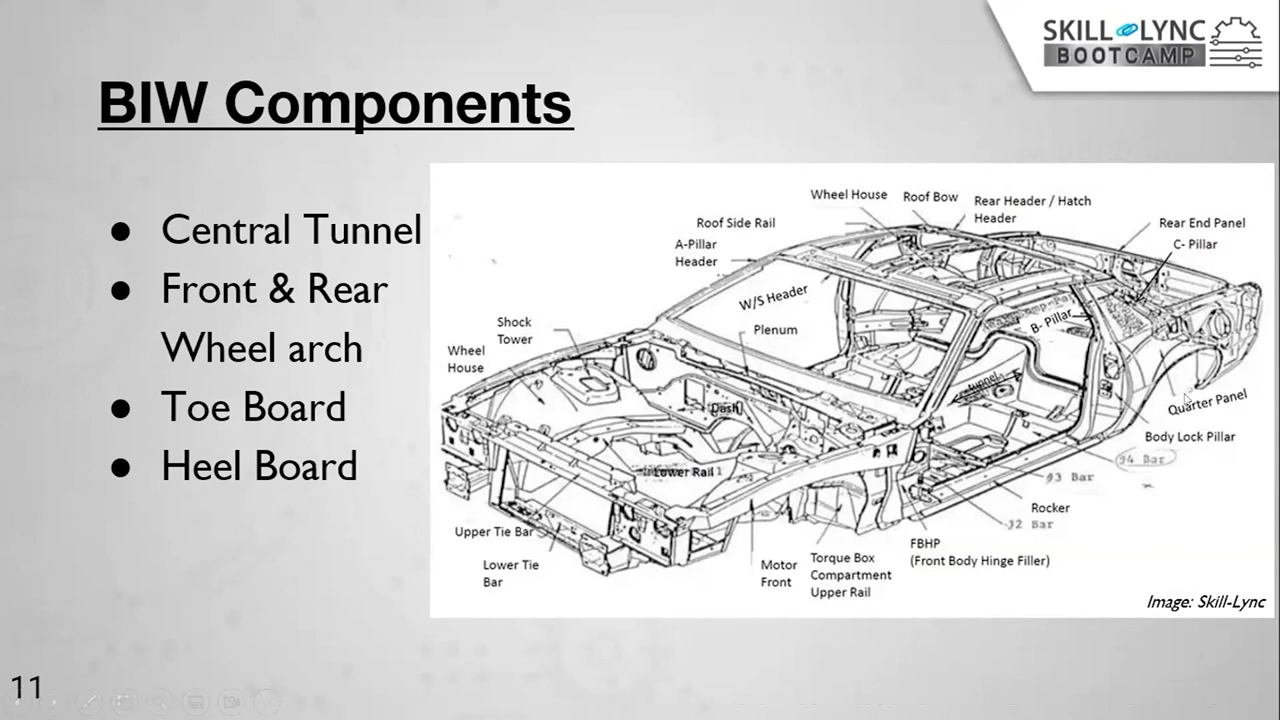 SKILL LYNC
BOOTCAMP
BIW Components
● Central Tunnel
● Front & Rear
Wheel arch
● Toe Board
● Heel Board
Wheel House
Roof Bow
Rear Header / Hatch
Header
Roof Side Rail
Rear End Panel
A-Pillar
Header
C- Pillar
W/S Header
B- Pillar
Shock
Tower
Plenum
Wheel
House
tunnel
Dash
Quarter Panel
Body Lock Pillar
Lower Rail
#4 Bar
#3 Bar
Rocker
#2 Bar
Upper Tie Bar
FBHP
(Front Body Hinge Filler)
Lower Tie
Bar
Motor
Front
Torque Box
Compartment
Upper Rail
Image: Skill-Lync
11